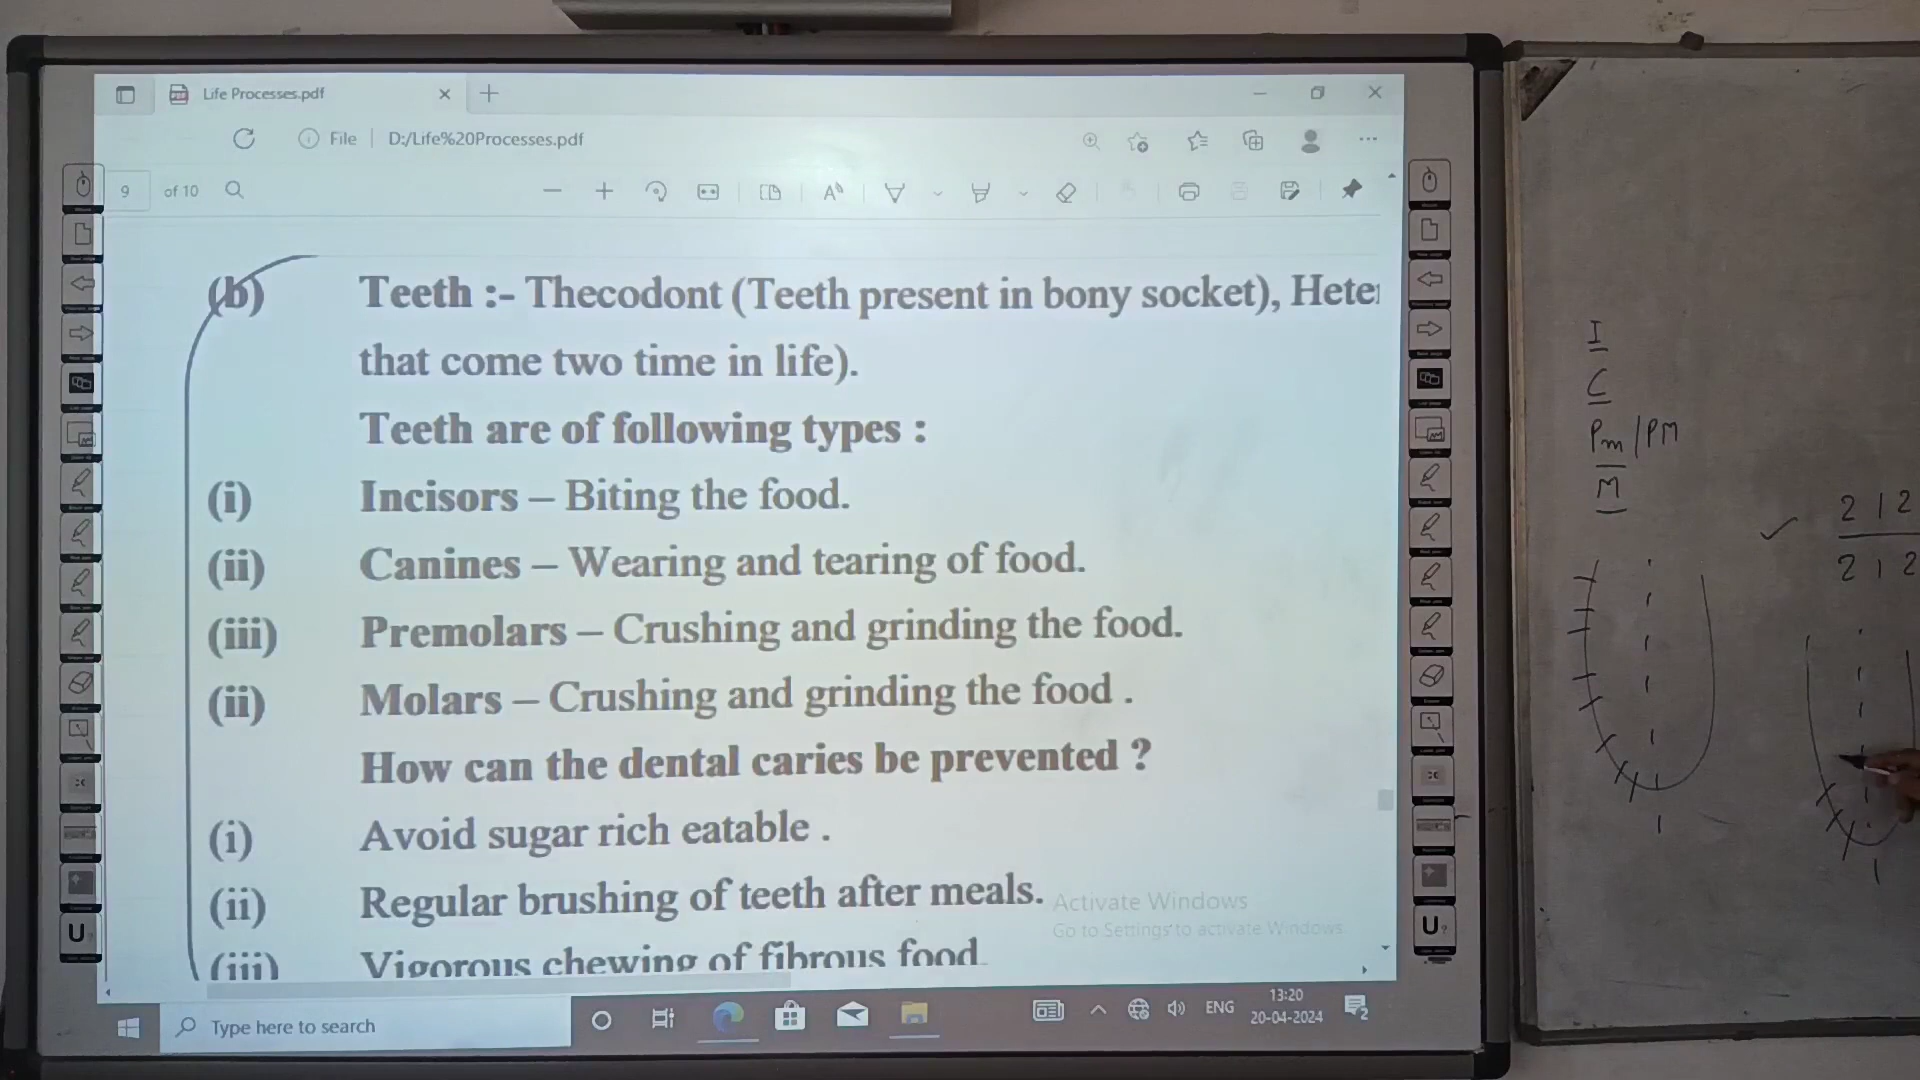 Life Processes.pdf
File D:/Life%20Processes.pdf
9 of 10
(b) Teeth :- Thecodont (Teeth present in bony socket), Heter
that come two time in life).
Teeth are of following types :
(i) Incisors – Biting the food.
(ii) Canines – Wearing and tearing of food.
(iii) Premolars – Crushing and grinding the food.
(ii) Molars – Crushing and grinding the food .
How can the dental caries be prevented ?
(i) Avoid sugar rich eatable .
(ii) Regular brushing of teeth after meals.
(iii) Vigorous chewing of fibrous food
Activate Windows
Go to Settings to activate Windows.
Type here to search
ENG
13:20
20-04-2024
2
I
C
Pm/PM
M
2 1 2
2 1 2